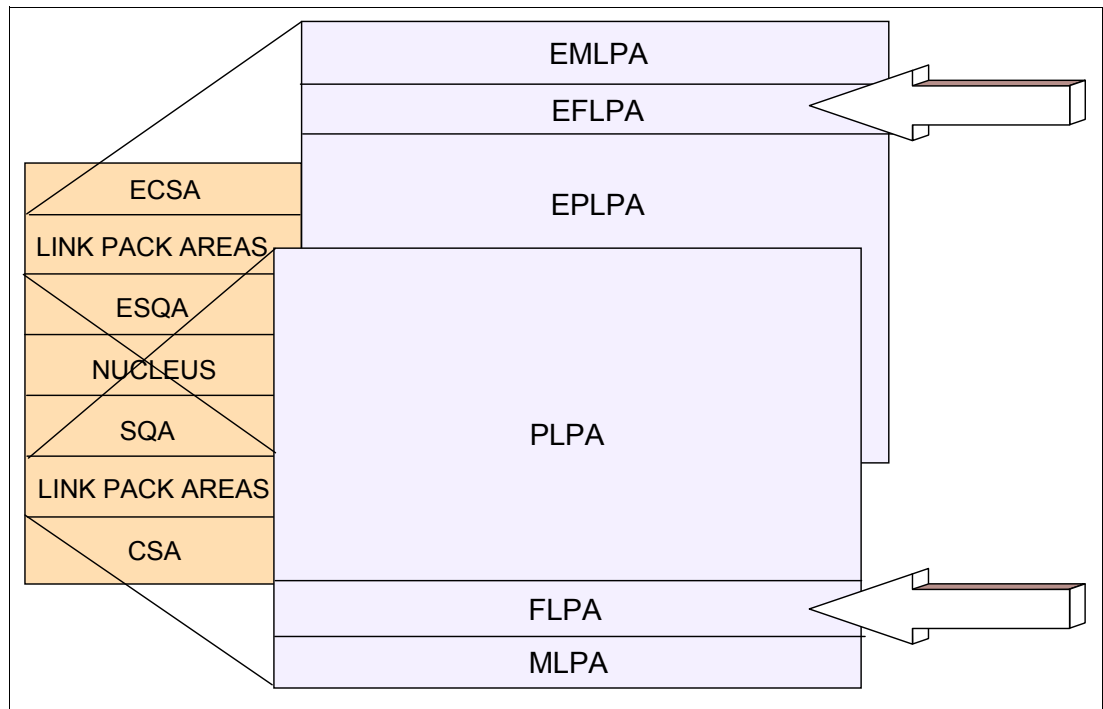 EMLPA
EFLPA
EPLPA
ECSA
LINK PACK AREAS
ESQA
NUCLEUS
SQA
LINK PACK AREAS
CSA
PLPA
FLPA
MLPA